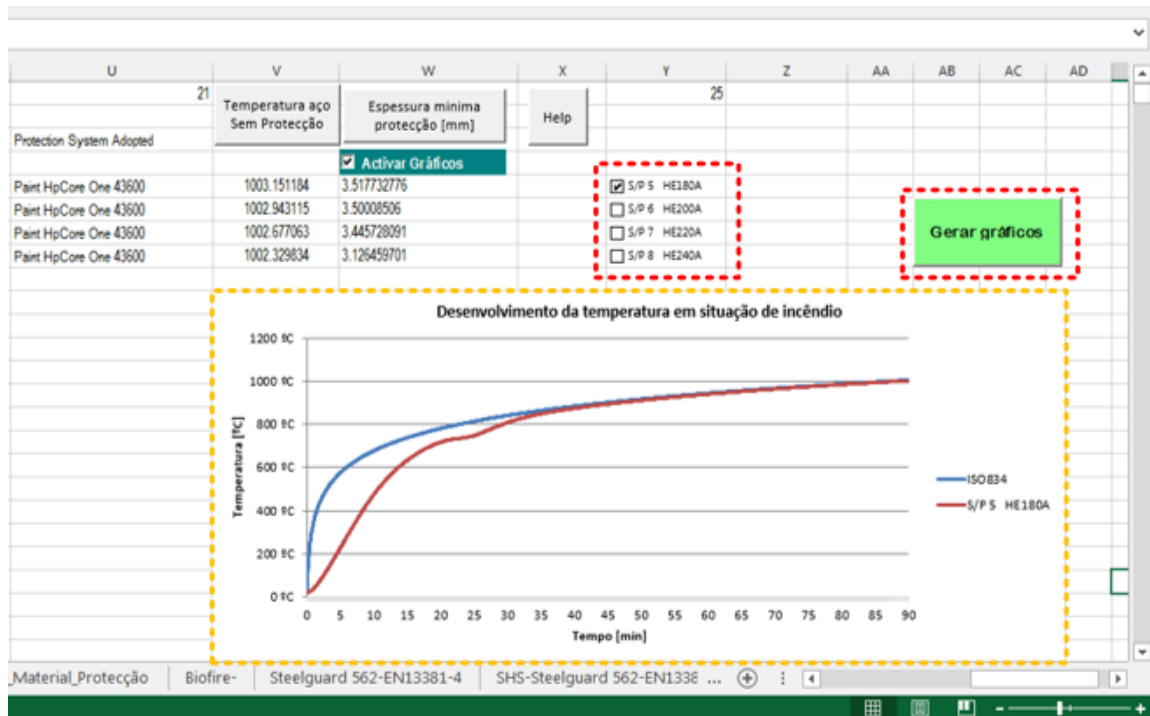 U V W X Y Z AA AB AC AD
21 25
Temperatura aço
Sem Protecção
Espessura minima
protecção [mm]
Help
Protection System Adopted
Activar Gráficos
Paint HpCore One 43600 1003.151184 3.517732776 S/P 5 HE180A
Paint HpCore One 43600 1002.943115 3.50008506 S/P 6 HE200A
Paint HpCore One 43600 1002.677063 3.445728091 S/P 7 HE220A
Paint HpCore One 43600 1002.329834 3.126459701 S/P 8 HE240A
Gerar gráficos
Desenvolvimento da temperatura em situação de incêndio
1200 ºC
1000 ºC
800 ºC
600 ºC
400 ºC
200 ºC
0 ºC
Temperatura [ºC]
0 5 10 15 20 25 30 35 40 45 50 55 60 65 70 75 80 85 90
Tempo [min]
ISO834
S/P 5 HE180A
_Material_Protecção Biofire- Steelguard 562-EN13381-4 SHS-Steelguard 562-EN1338 ...